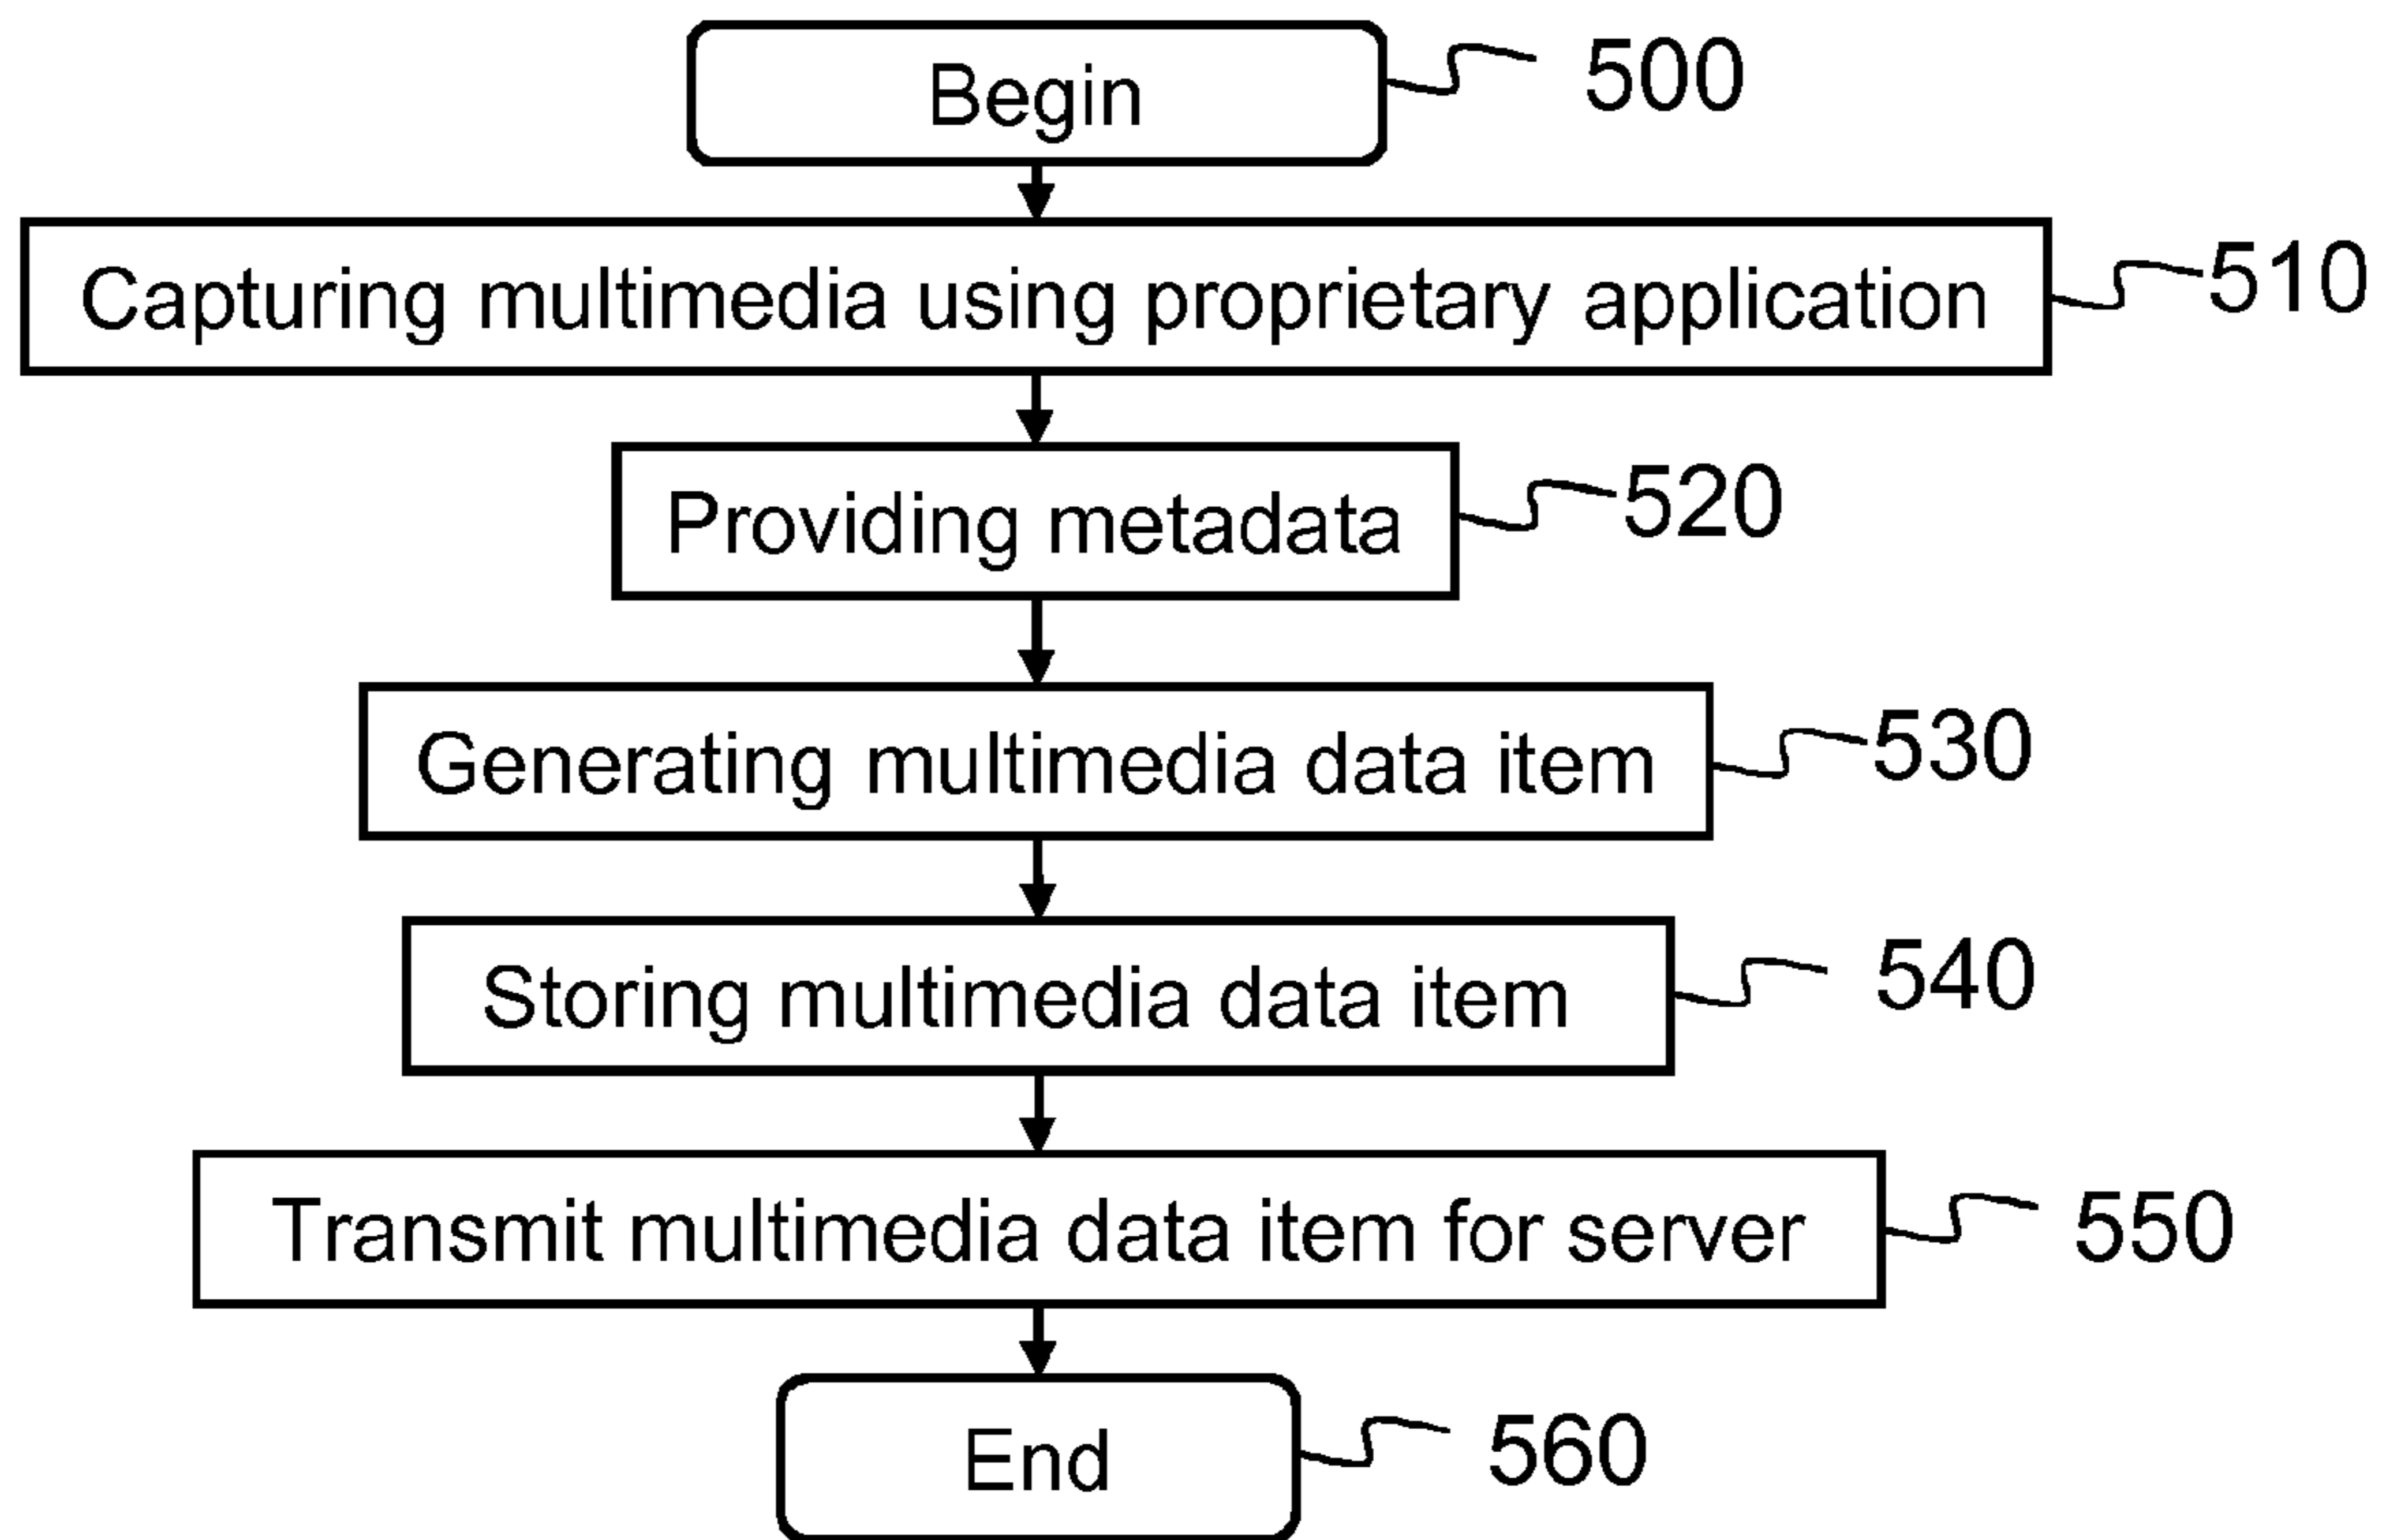 Begin 500
Capturing multimedia using proprietary application 510
Providing metadata 520
Generating multimedia data item 530
Storing multimedia data item 540
Transmit multimedia data item for server 550
End 560